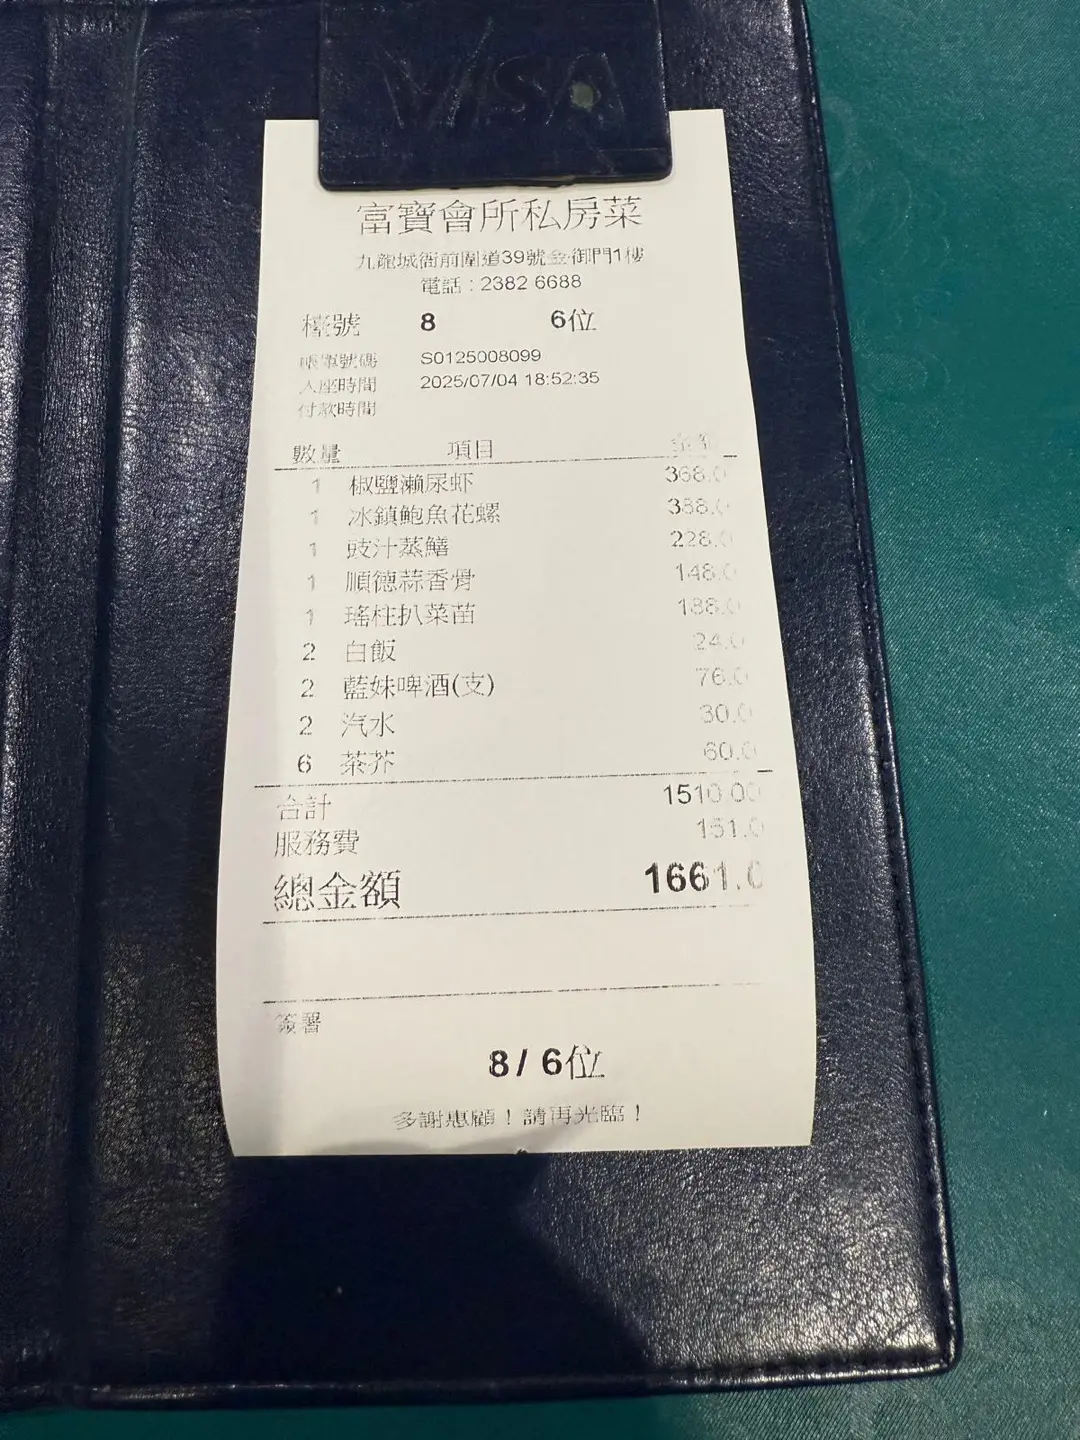 VISA
富寶會所私房菜
九龍城衙前圍道39號金御門1樓
電話 : 2382 6688
檯號 8 6位
帳單號碼 S0125008099
入座時間 2025/07/04 18:52:35
付款時間
數量 項目 金額
1 椒鹽瀨尿虾 368.0
1 冰鎮鮑魚花螺 388.0
1 豉汁蒸鱔 228.0
1 順德蒜香骨 148.0
1 瑤柱扒菜苗 188.0
2 白飯 24.0
2 藍妹啤酒(支) 76.0
2 汽水 30.0
6 茶芥 60.0
合計 1510.00
服務費 151.0
總金額 1661.0
簽署
8 / 6位
多謝惠顧！請再光臨！